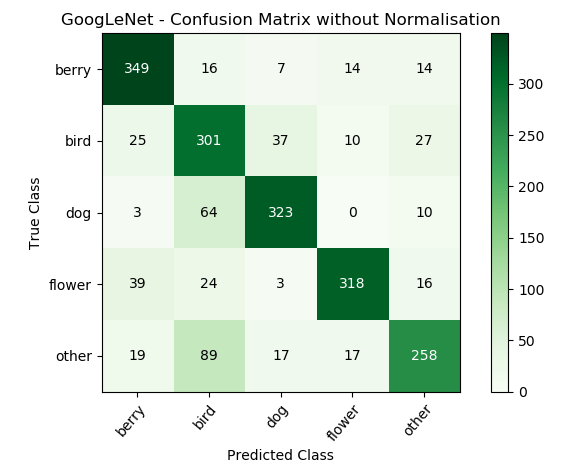 GoogLeNet - Confusion Matrix without Normalisation
berry 349 16 7 14 14
bird 25 301 37 10 27
dog 3 64 323 0 10
flower 39 24 3 318 16
other 19 89 17 17 258
berry bird dog flower other
True Class
Predicted Class
300
250
200
150
100
50
0